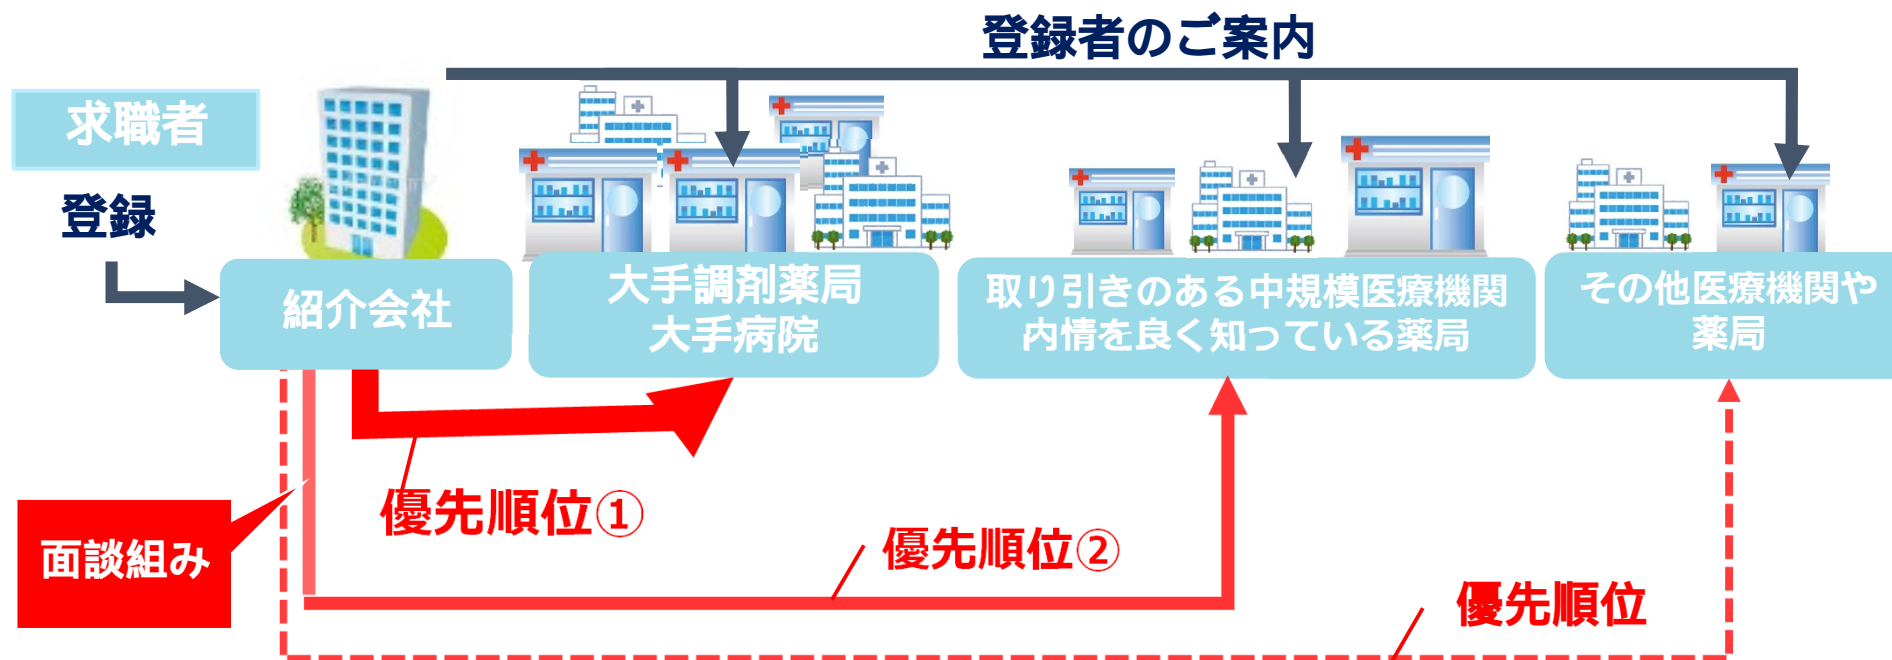 登録者のご案内
求職者
登録
紹介会社
大手調剤薬局
大手病院
取り引きのある中規模医療機関
内情を良く知っている薬局
その他医療機関や
薬局
優先順位①
面談組み
優先順位②
優先順位